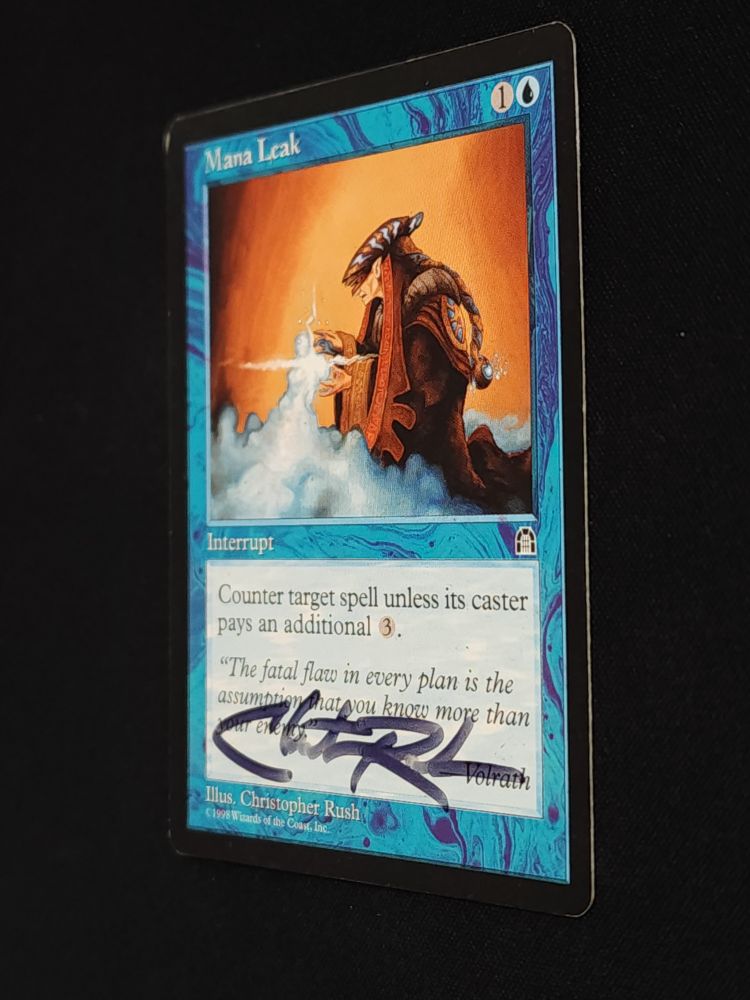 Mana Leak
1
Interrupt
Counter target spell unless its caster
pays an additional 3.
“The fatal flaw in every plan is the
assumption that you know more than
your enemy.”
Volrath
Illus. Christopher Rush
©1998 Wizards of the Coast, Inc.